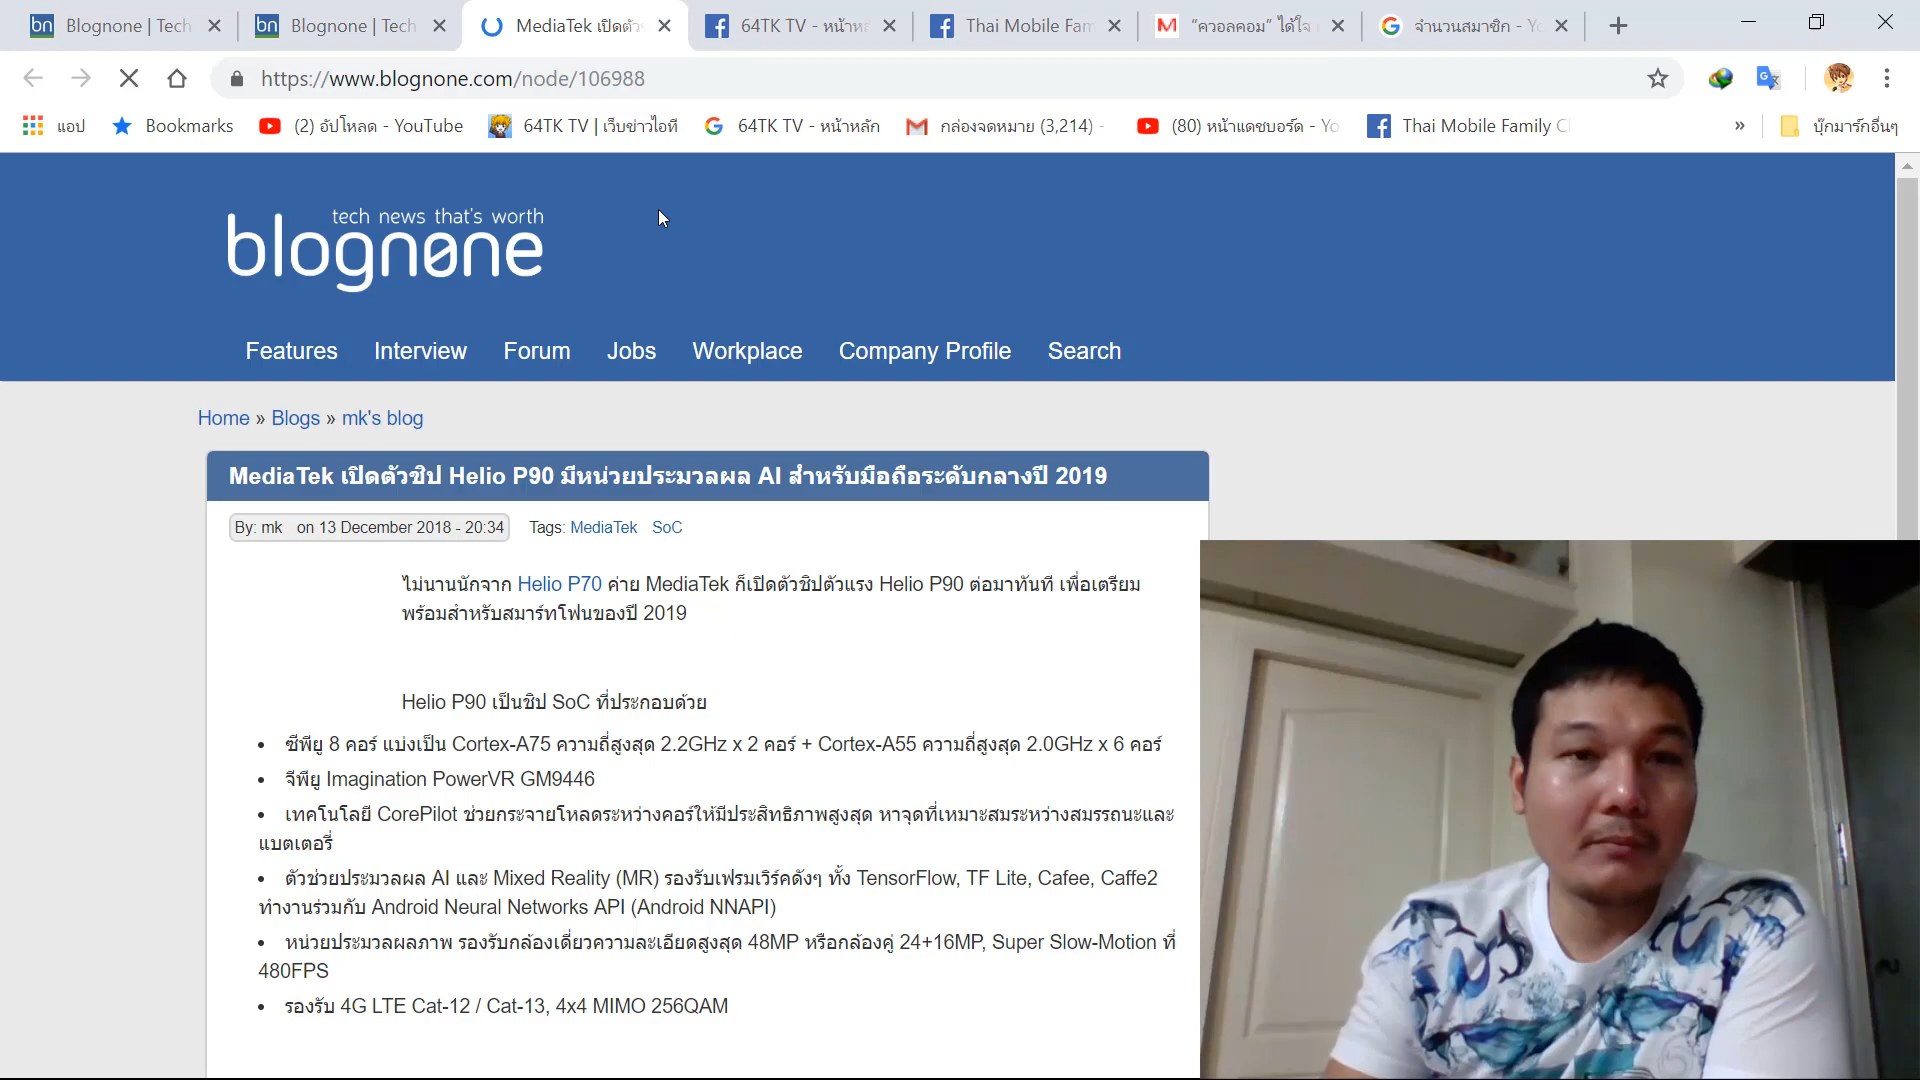 Blognone | Tech
Blognone | Tech
MediaTek เปิดตัว
64TK TV - หน้าห
Thai Mobile Fam
“ควอลคอม” ได้ใจ
จำนวนสมาชิก - Yo
https://www.blognone.com/node/106988
แอป
Bookmarks
(2) อัปโหลด - YouTube
64TK TV | เว็บข่าวไอที
64TK TV - หน้าหลัก
กล่องจดหมาย (3,214) -
(80) หน้าแดชบอร์ด - Yo
Thai Mobile Family Cl
»
บุ๊กมาร์กอื่นๆ
tech news that's worth
blognone
Features Interview Forum Jobs Workplace Company Profile Search
Home » Blogs » mk's blog
MediaTek เปิดตัวชิป Helio P90 มีหน่วยประมวลผล AI สำหรับมือถือระดับกลางปี 2019
By: mk on 13 December 2018 - 20:34 Tags: MediaTek SoC
ไม่นานนักจาก Helio P70 ค่าย MediaTek ก็เปิดตัวชิปตัวแรง Helio P90 ต่อมาทันที เพื่อเตรียม
พร้อมสำหรับสมาร์ทโฟนของปี 2019
Helio P90 เป็นชิป SoC ที่ประกอบด้วย
• ซีพียู 8 คอร์ แบ่งเป็น Cortex-A75 ความถี่สูงสุด 2.2GHz x 2 คอร์ + Cortex-A55 ความถี่สูงสุด 2.0GHz x 6 คอร์
• จีพียู Imagination PowerVR GM9446
• เทคโนโลยี CorePilot ช่วยกระจายโหลดระหว่างคอร์ให้มีประสิทธิภาพสูงสุด หาจุดที่เหมาะสมระหว่างสมรรถนะและ
แบตเตอรี่
• ตัวช่วยประมวลผล AI และ Mixed Reality (MR) รองรับเฟรมเวิร์คดังๆ ทั้ง TensorFlow, TF Lite, Cafee, Caffe2
ทำงานร่วมกับ Android Neural Networks API (Android NNAPI)
• หน่วยประมวลผลภาพ รองรับกล้องเดี่ยวความละเอียดสูงสุด 48MP หรือกล้องคู่ 24+16MP, Super Slow-Motion ที่
480FPS
• รองรับ 4G LTE Cat-12 / Cat-13, 4x4 MIMO 256QAM